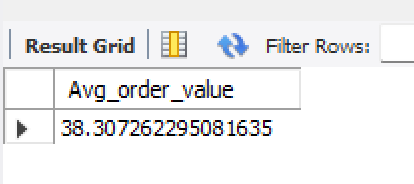 Result Grid Filter Rows:
Avg_order_value
38.307262295081635